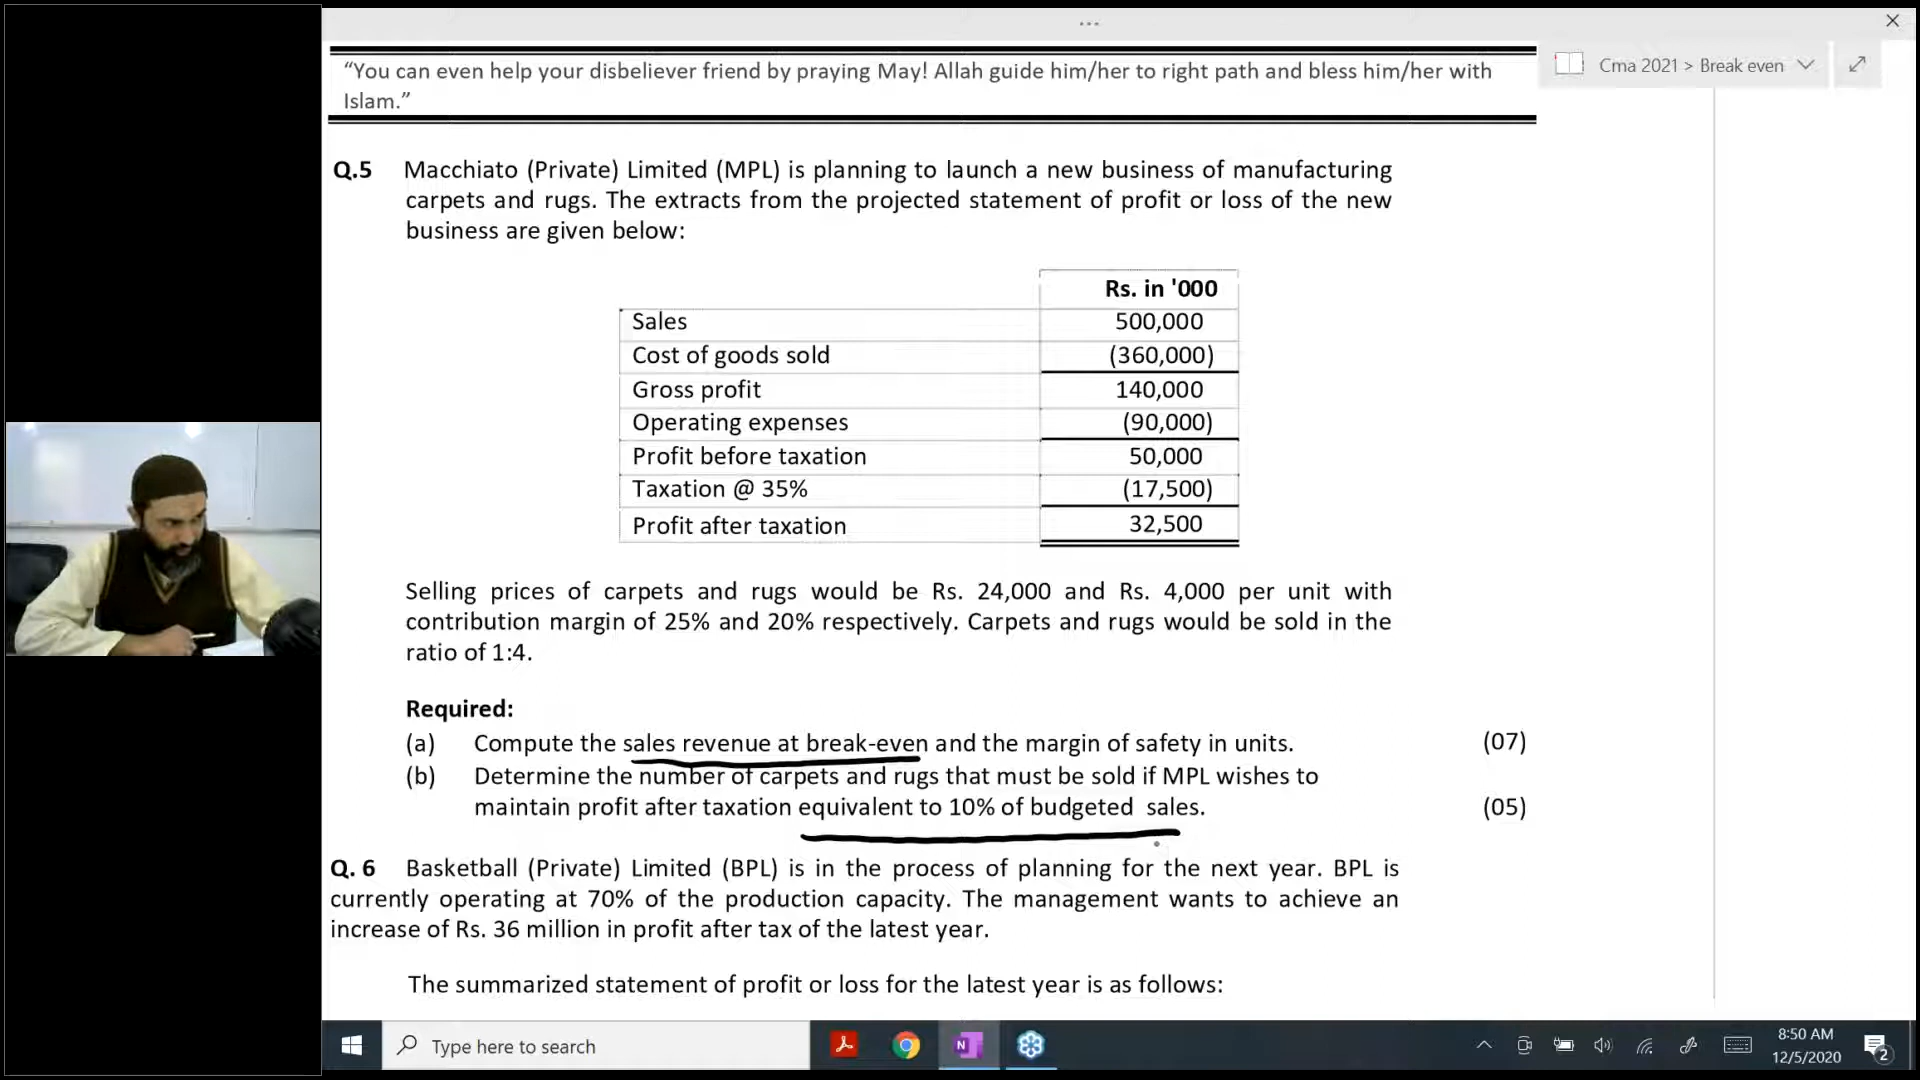 “You can even help your disbeliever friend by praying May! Allah guide him/her to right path and bless him/her with
Islam.”
Cma 2021 > Break even
Q.5 Macchiato (Private) Limited (MPL) is planning to launch a new business of manufacturing
carpets and rugs. The extracts from the projected statement of profit or loss of the new
business are given below:
Rs. in '000
Sales 500,000
Cost of goods sold (360,000)
Gross profit 140,000
Operating expenses (90,000)
Profit before taxation 50,000
Taxation @ 35% (17,500)
Profit after taxation 32,500
Selling prices of carpets and rugs would be Rs. 24,000 and Rs. 4,000 per unit with
contribution margin of 25% and 20% respectively. Carpets and rugs would be sold in the
ratio of 1:4.
Required:
(a) Compute the sales revenue at break-even and the margin of safety in units. (07)
(b) Determine the number of carpets and rugs that must be sold if MPL wishes to
maintain profit after taxation equivalent to 10% of budgeted sales. (05)
Q. 6 Basketball (Private) Limited (BPL) is in the process of planning for the next year. BPL is
currently operating at 70% of the production capacity. The management wants to achieve an
increase of Rs. 36 million in profit after tax of the latest year.
The summarized statement of profit or loss for the latest year is as follows:
Type here to search
N
8:50 AM
12/5/2020
2